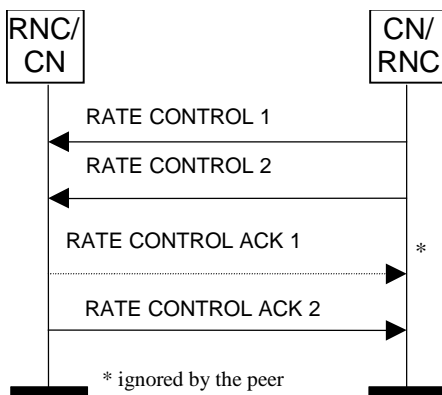 RNC/
CN
CN/
RNC
RATE CONTROL 1
RATE CONTROL 2
RATE CONTROL ACK 1
*
RATE CONTROL ACK 2
* ignored by the peer